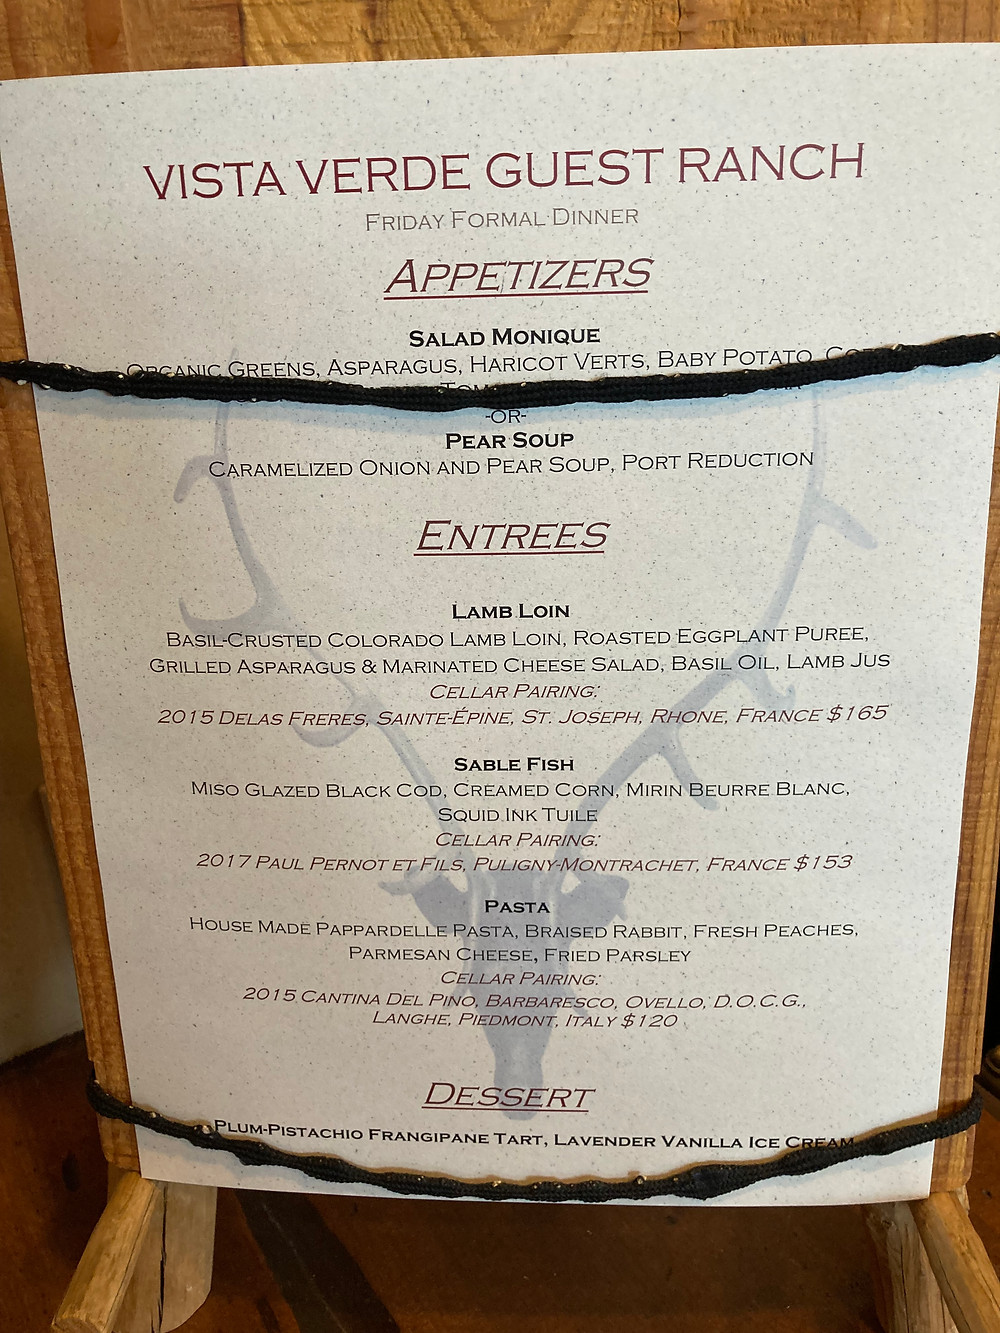 VISTA VERDE GUEST RANCH
FRIDAY FORMAL DINNER
APPETIZERS
SALAD MONIQUE
ORGANIC GREENS, ASPARAGUS, HARICOT VERTS, BABY POTATO,
-OR-
PEAR SOUP
CARAMELIZED ONION AND PEAR SOUP, PORT REDUCTION
ENTREES
LAMB LOIN
BASIL-CRUSTED COLORADO LAMB LOIN, ROASTED EGGPLANT PUREE,
GRILLED ASPARAGUS & MARINATED CHEESE SALAD, BASIL OIL, LAMB JUS
CELLAR PAIRING:
2015 DELAS FRERES, SAINTE-ÉPINE, ST. JOSEPH, RHONE, FRANCE $165
SABLE FISH
MISO GLAZED BLACK COD, CREAMED CORN, MIRIN BEURRE BLANC,
SQUID INK TUILE
CELLAR PAIRING:
2017 PAUL PERNOT ET FILS, PULIGNY-MONTRACHET, FRANCE $153
PASTA
HOUSE MADE PAPPARDELLE PASTA, BRAISED RABBIT, FRESH PEACHES,
PARMESAN CHEESE, FRIED PARSLEY
CELLAR PAIRING:
2015 CANTINA DEL PINO, BARBARESCO, OVELLO, D.O.C.G.,
LANGHE, PIEDMONT, ITALY $120
DESSERT
PLUM-PISTACHIO FRANGIPANE TART, LAVENDER VANILLA ICE CREAM